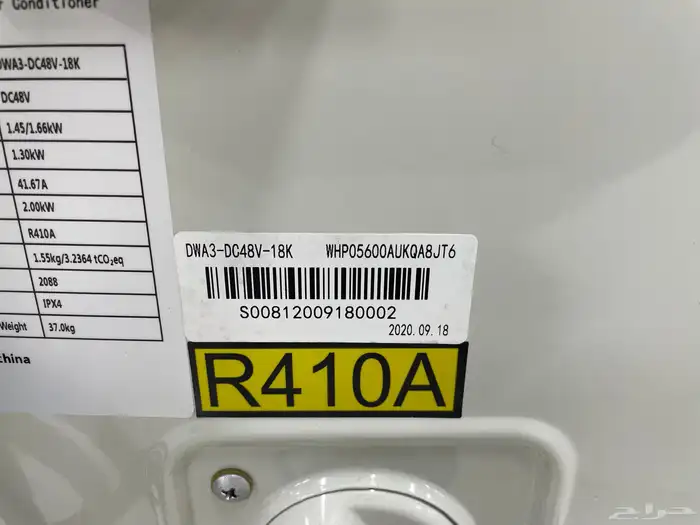 Conditioner
DWA3-DC48V-18K
DC48V
1.45/1.66kW
1.30kW
41.67A
2.00kW
R410A
1.55kg/3.2364 tCO₂eq
2088
IPX4
Weight 37.0kg
china
DWA3-DC48V-18K WHP05600AUKQA8JT6
S00812009180002
2020.09.18
R410A
حراج